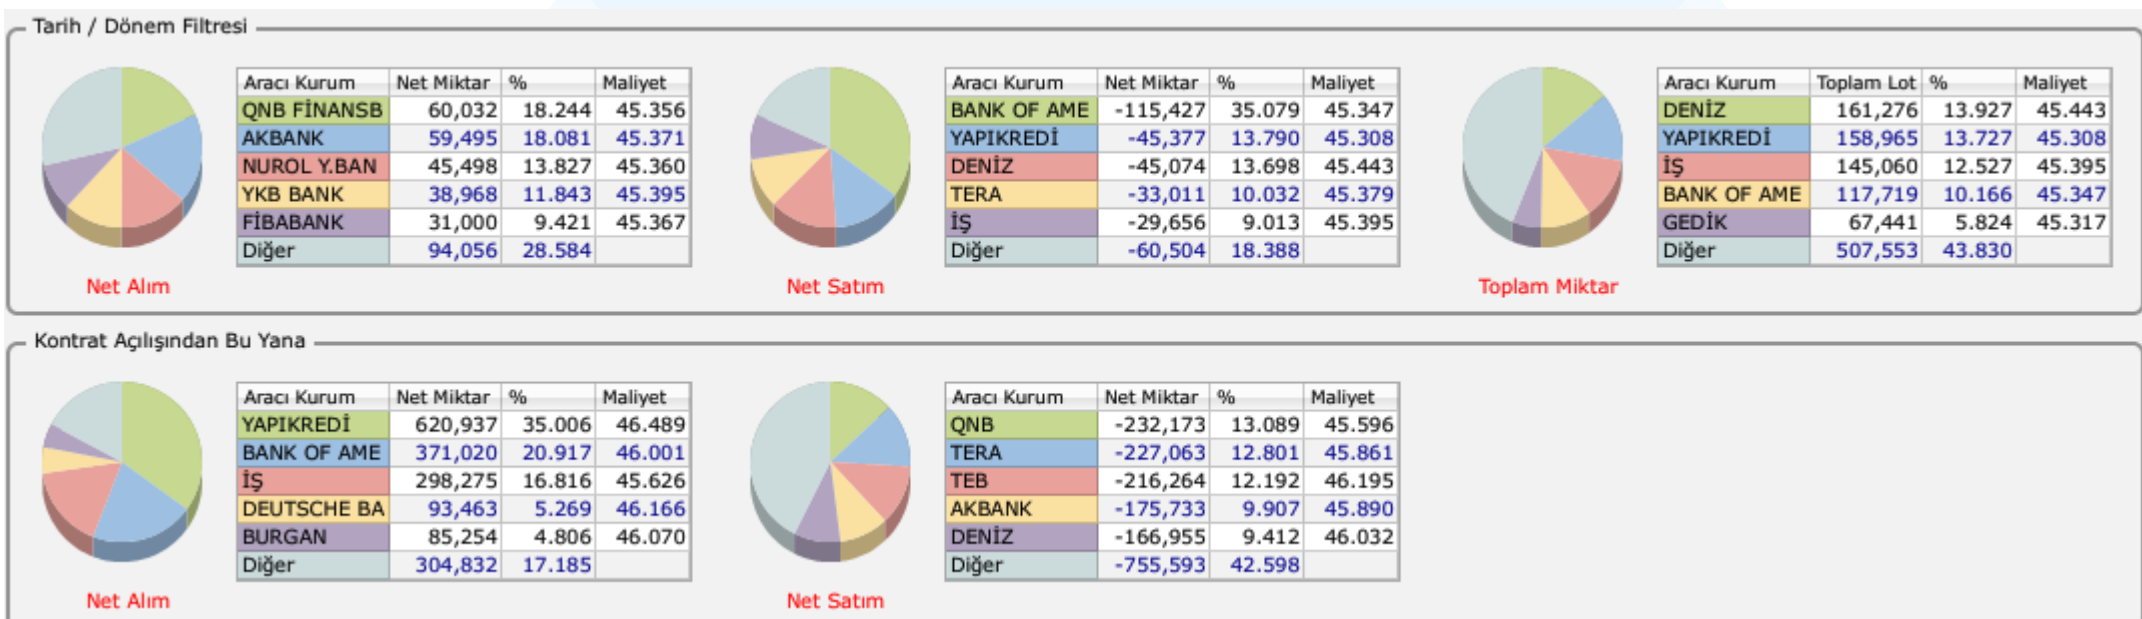 Tarih / Dönem Filtresi
Aracı Kurum Net Miktar % Maliyet
QNB FİNANSB 60,032 18.244 45.356
AKBANK 59,495 18.081 45.371
NUROL Y.BAN 45,498 13.827 45.360
YKB BANK 38,968 11.843 45.395
FİBABANK 31,000 9.421 45.367
Diğer 94,056 28.584
Net Alım
Aracı Kurum Net Miktar % Maliyet
BANK OF AME -115,427 35.079 45.347
YAPIKREDİ -45,377 13.790 45.308
DENİZ -45,074 13.698 45.443
TERA -33,011 10.032 45.379
İŞ -29,656 9.013 45.395
Diğer -60,504 18.388
Net Satım
Aracı Kurum Toplam Lot % Maliyet
DENİZ 161,276 13.927 45.443
YAPIKREDİ 158,965 13.727 45.308
İŞ 145,060 12.527 45.395
BANK OF AME 117,719 10.166 45.347
GEDİK 67,441 5.824 45.317
Diğer 507,553 43.830
Toplam Miktar
Kontrat Açılışından Bu Yana
Aracı Kurum Net Miktar % Maliyet
YAPIKREDİ 620,937 35.006 46.489
BANK OF AME 371,020 20.917 46.001
İŞ 298,275 16.816 45.626
DEUTSCHE BA 93,463 5.269 46.166
BURGAN 85,254 4.806 46.070
Diğer 304,832 17.185
Net Alım
Aracı Kurum Net Miktar % Maliyet
QNB -232,173 13.089 45.596
TERA -227,063 12.801 45.861
TEB -216,264 12.192 46.195
AKBANK -175,733 9.907 45.890
DENİZ -166,955 9.412 46.032
Diğer -755,593 42.598
Net Satım